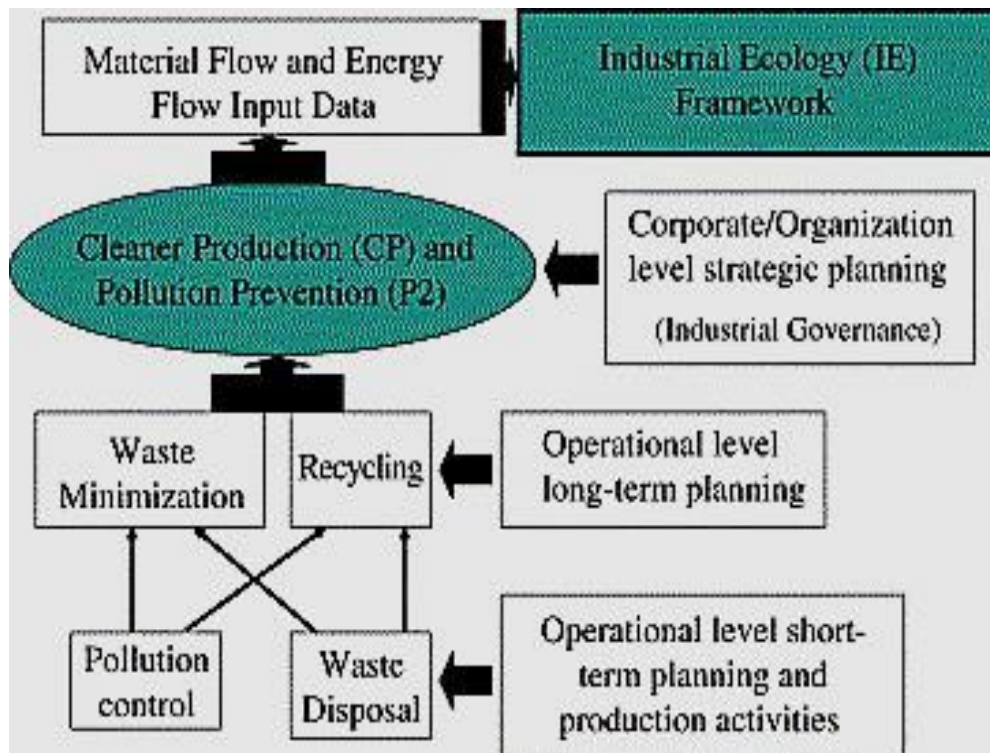 Material Flow and Energy
Flow Input Data
Industrial Ecology (IE)
Framework
Cleaner Production (CP) and
Pollution Prevention (P2)
Corporate/Organization
level strategic planning
(Industrial Governance)
Waste
Minimization
Recycling
Operational level
long-term planning
Pollution
control
Waste
Disposal
Operational level short-
term planning and
production activities